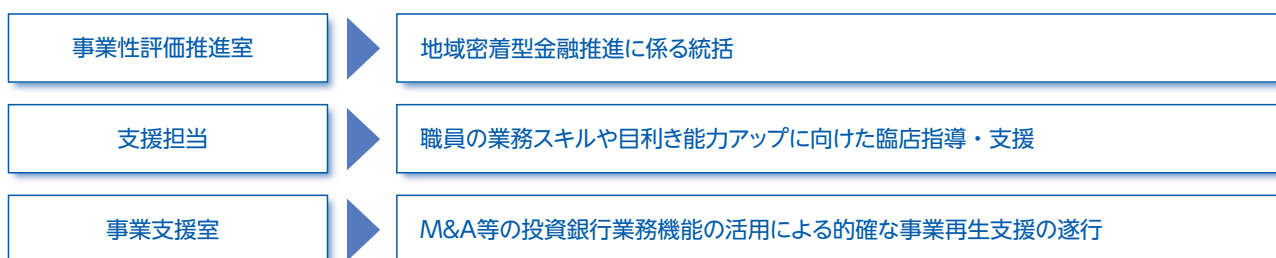 事業性評価推進室
地域密着型金融推進に係る統括
支援担当
職員の業務スキルや目利き能力アップに向けた臨店指導・支援
事業支援室
M&A等の投資銀行業務機能の活用による的確な事業再生支援の遂行